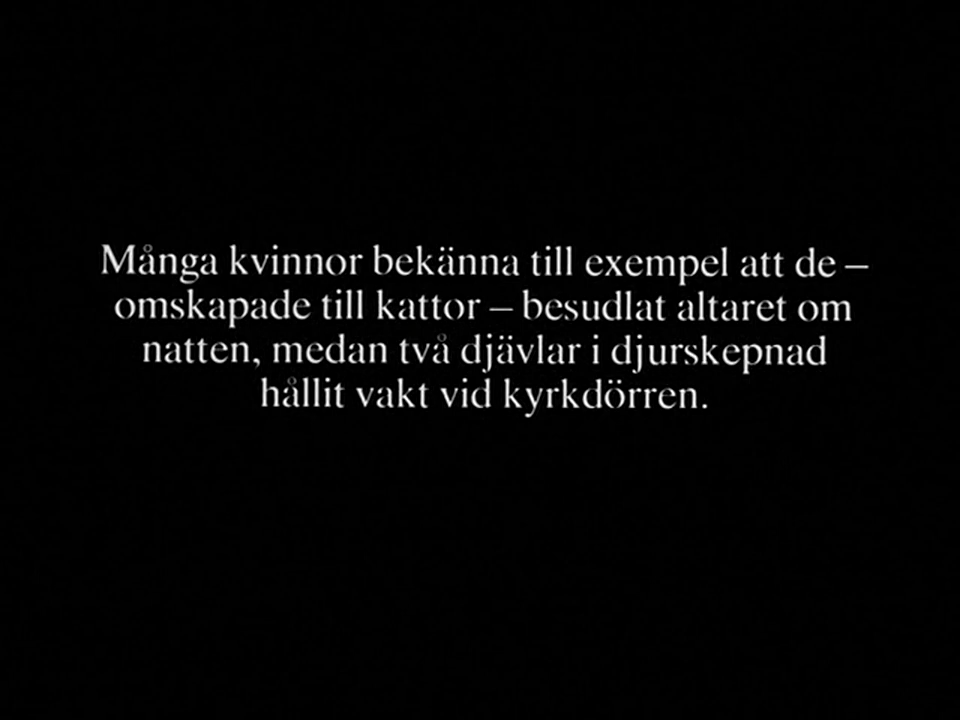 Många kvinnor bekänna till exempel att de –
omskapade till kattor – besudlat altaret om
natten, medan två djävlar i djurskepnad
hållit vakt vid kyrkdörren.